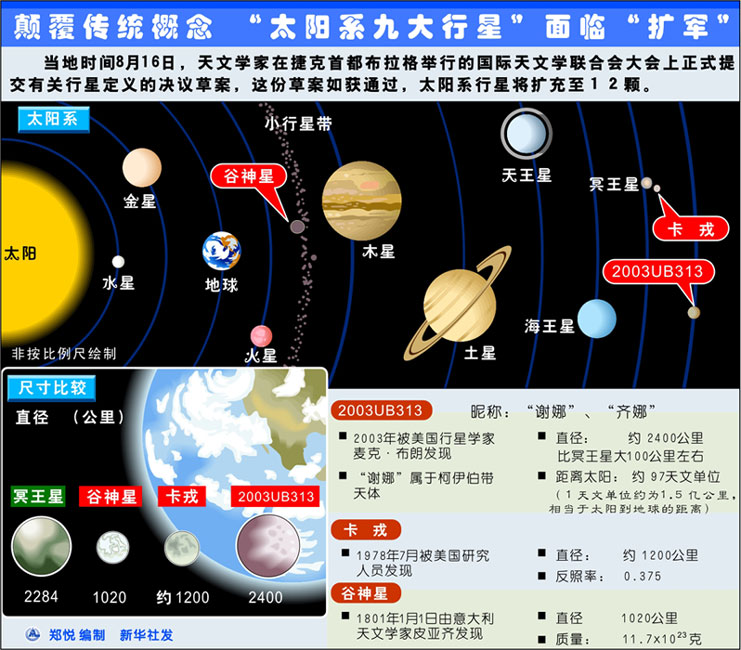 颠覆传统概念 “太阳系九大行星” 面临 “扩军”
当地时间8月16日，天文学家在捷克首都布拉格举行的国际天文学联合会大会上正式提
交有关行星定义的决议草案，这份草案如获通过，太阳系行星将扩充至12颗。
太阳系
小行星带
谷神星
金星
太阳
水星
地球
火星
木星
土星
天王星
海王星
冥王星
卡 戎
2003UB313
非按比例尺绘制
尺寸比较
直径 （公里）
冥王星
谷神星
卡戎
2003UB313
2284
1020
约1200
2400
2003UB313
昵称：“谢娜”、“齐娜”
■ 2003年被美国行星学家
麦克·布朗发现
■ “谢娜”属于柯伊伯带
天体
■ 直径： 约2400公里
比冥王星大100公里左右
■ 距离太阳： 约97天文单位
（1天文单位约为1.5亿公里，
相当于太阳到地球的距离）
卡 戎
■ 1978年7月被美国研究
人员发现
■ 直径： 约1200公里
■ 反照率： 0.375
谷神星
■ 1801年1月1日由意大利
天文学家皮亚齐发现
■ 直径 1020公里
■ 质量： 11.7x10²³克
郑悦 编制 新华社发